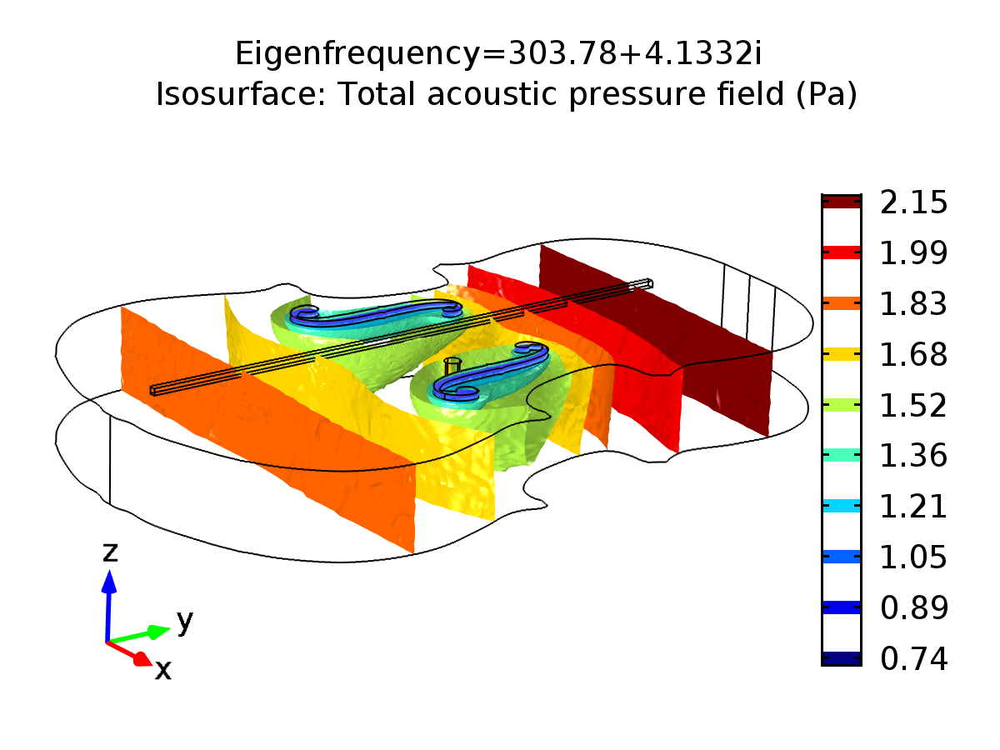 Eigenfrequency=303.78+4.1332i
Isosurface: Total acoustic pressure field (Pa)
2.15
1.99
1.83
1.68
1.52
1.36
1.21
1.05
0.89
0.74
z
y
x